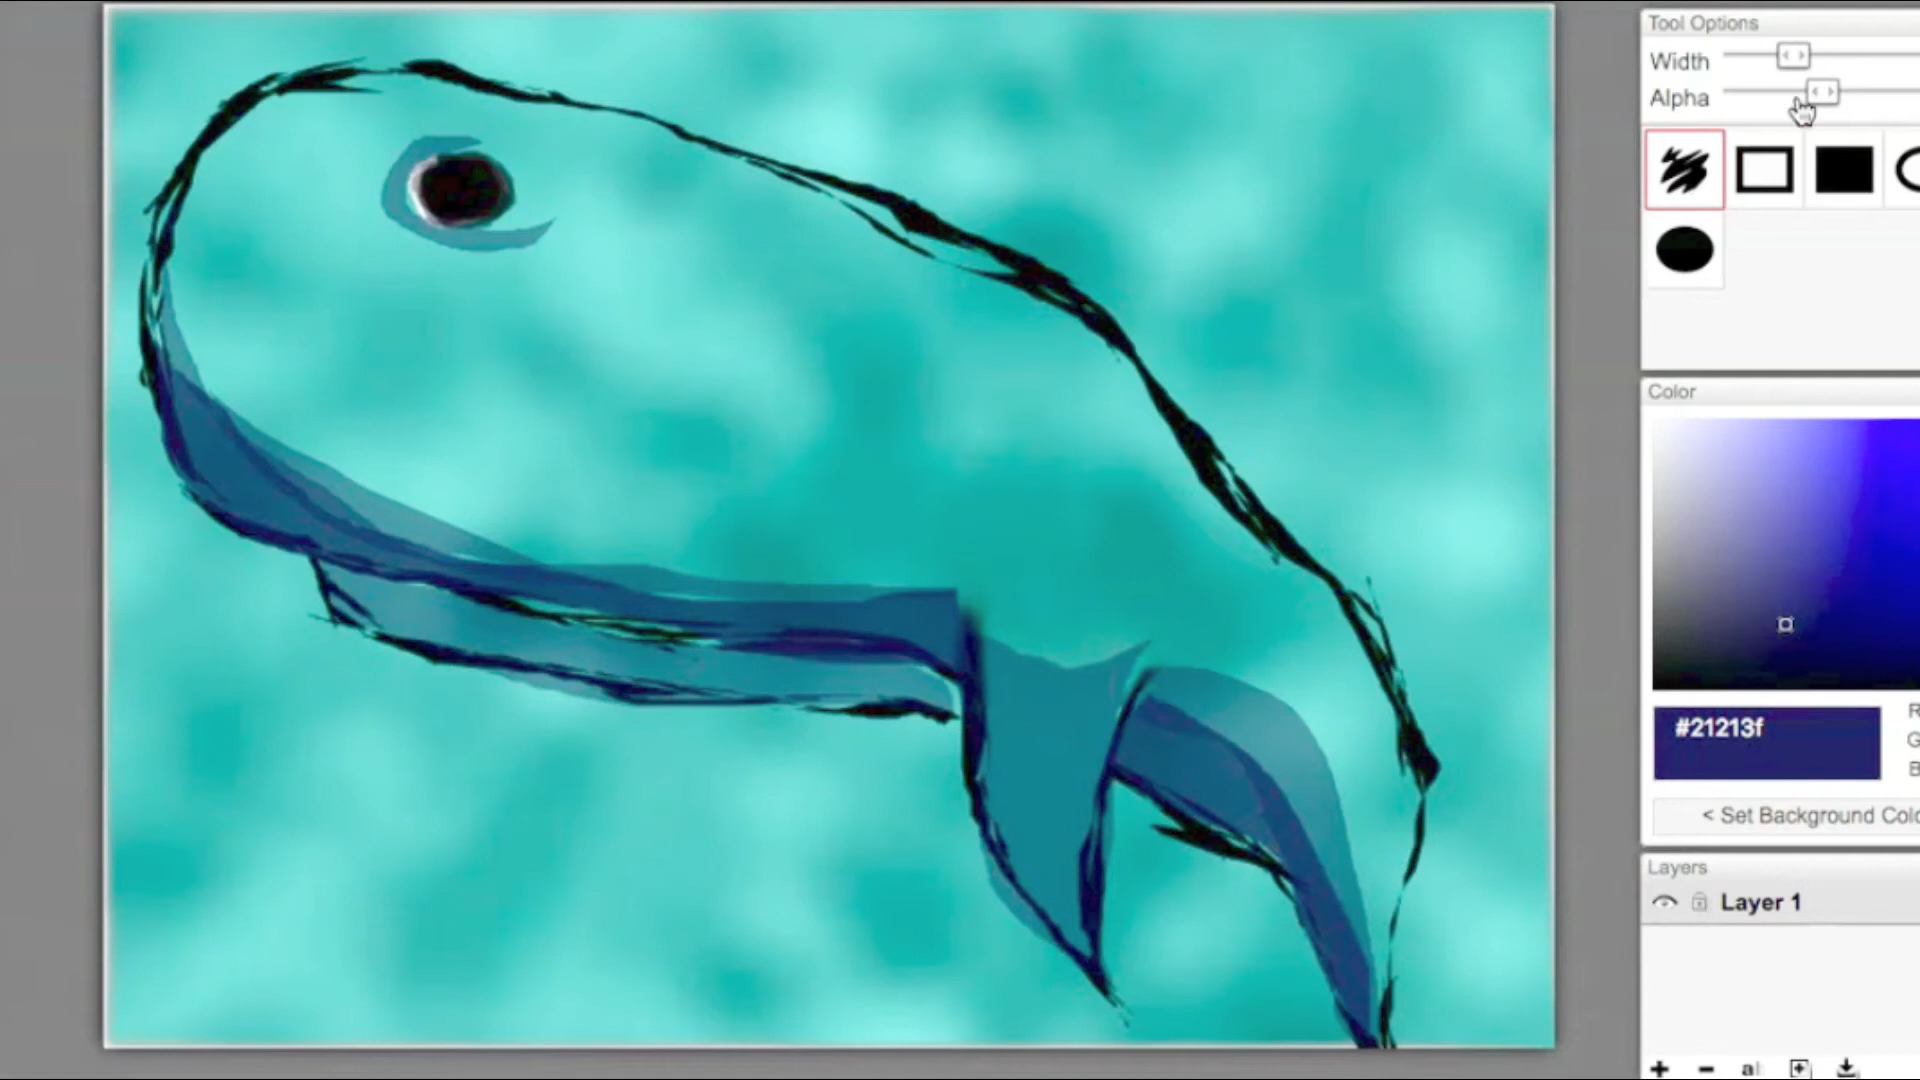 Tool Options
Width
Alpha
Color
#21213f
R
G
B
< Set Background Colo
Layers
Layer 1
a